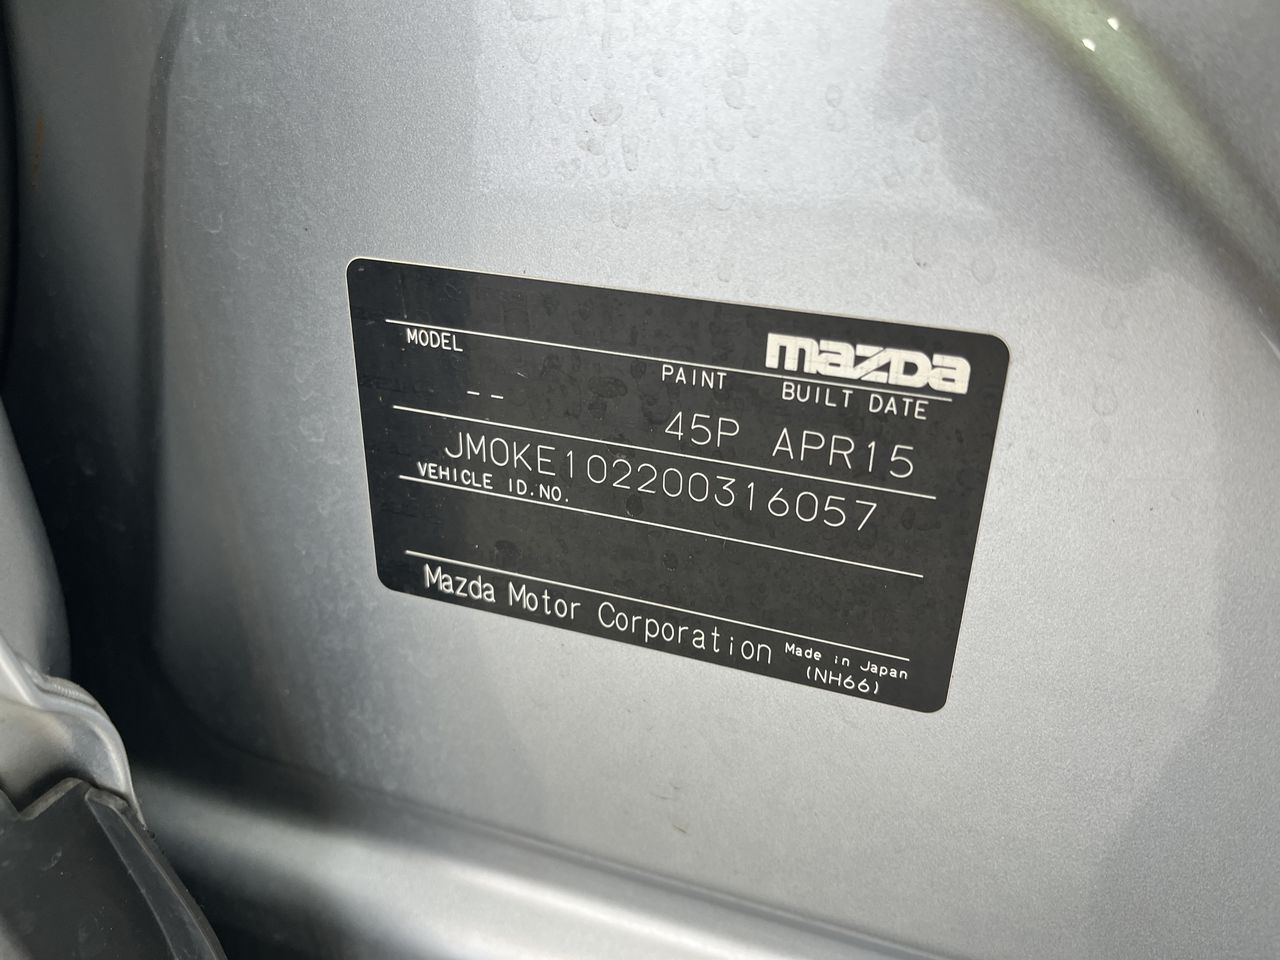 mazda
MODEL PAINT BUILT DATE
-- 45P APR15
JM0KE102200316057
VEHICLE ID.NO.
Mazda Motor Corporation Made in Japan
(NH66)